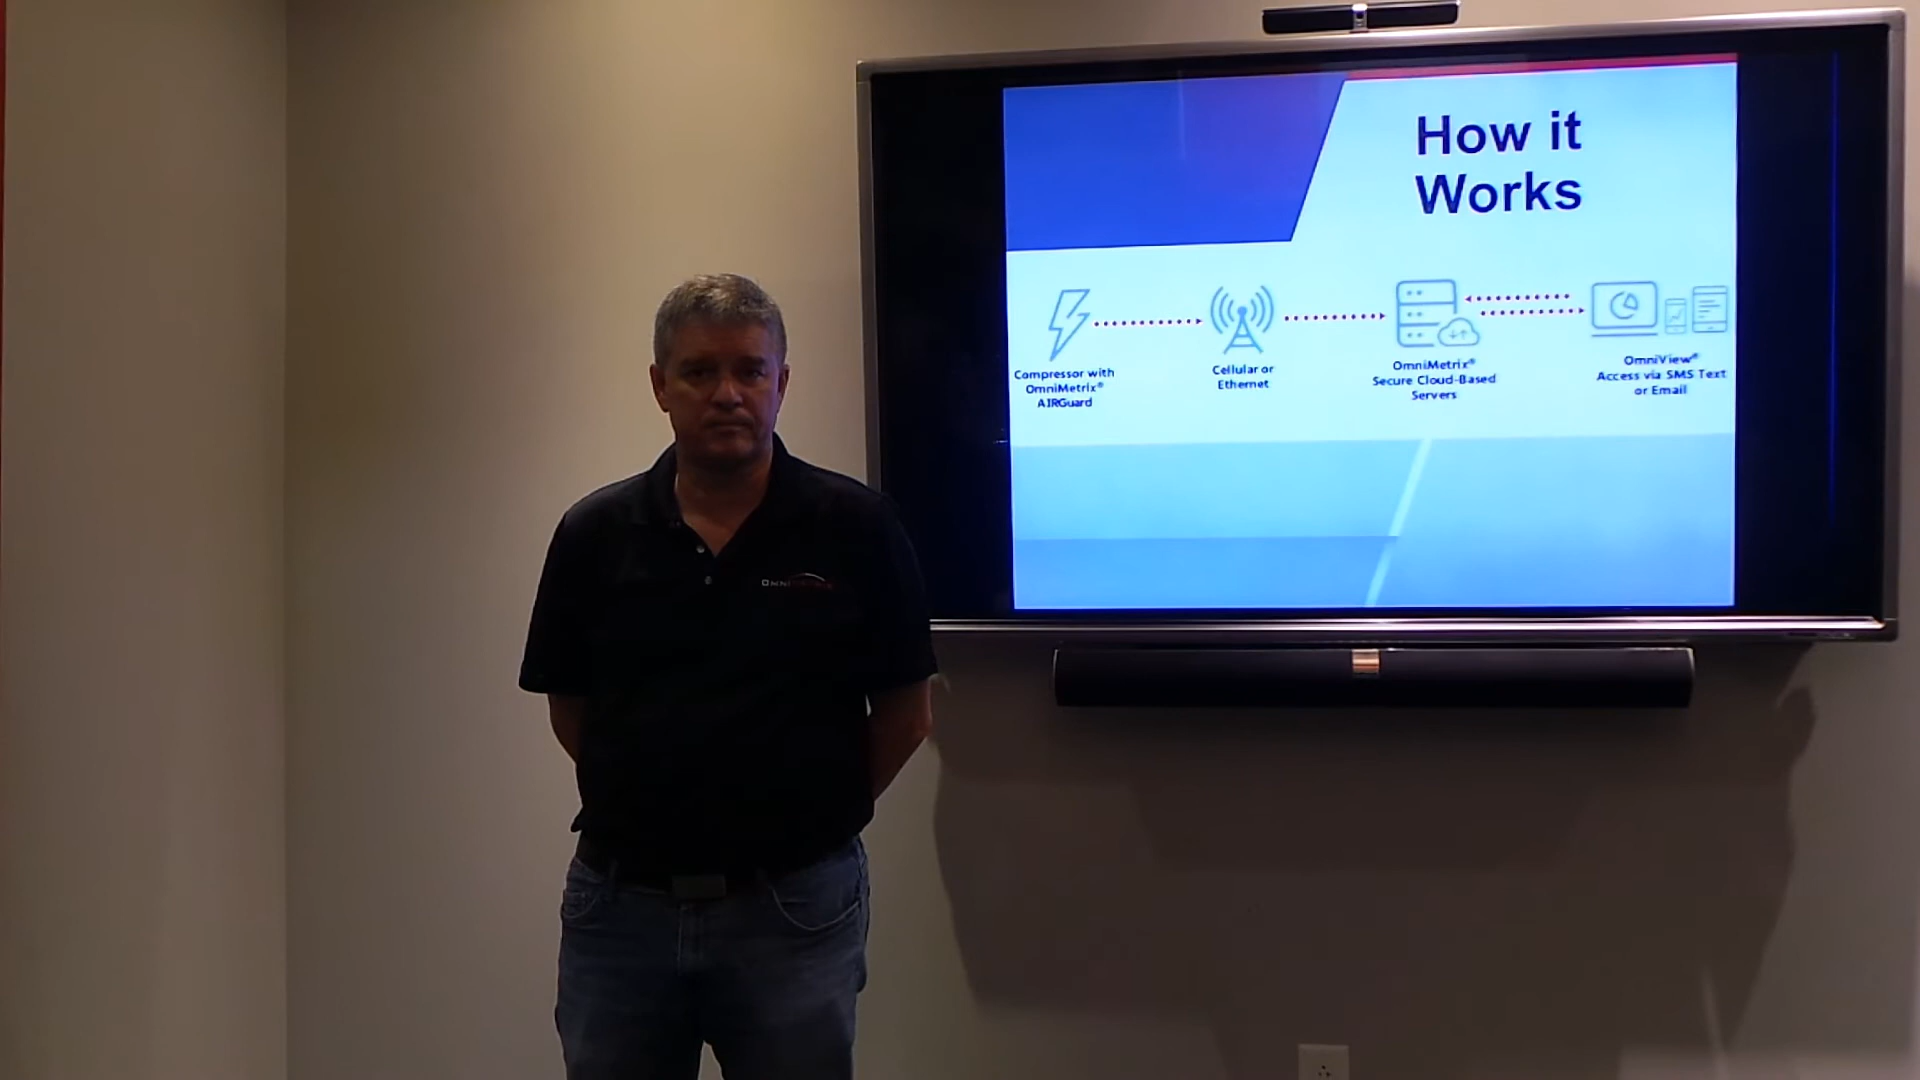 How it
Works
Compressor with
OmniMetrix®
AIRGuard
Cellular or
Ethernet
OmniMetrix®
Secure Cloud-Based
Servers
OmniView®
Access via SMS Text
or Email